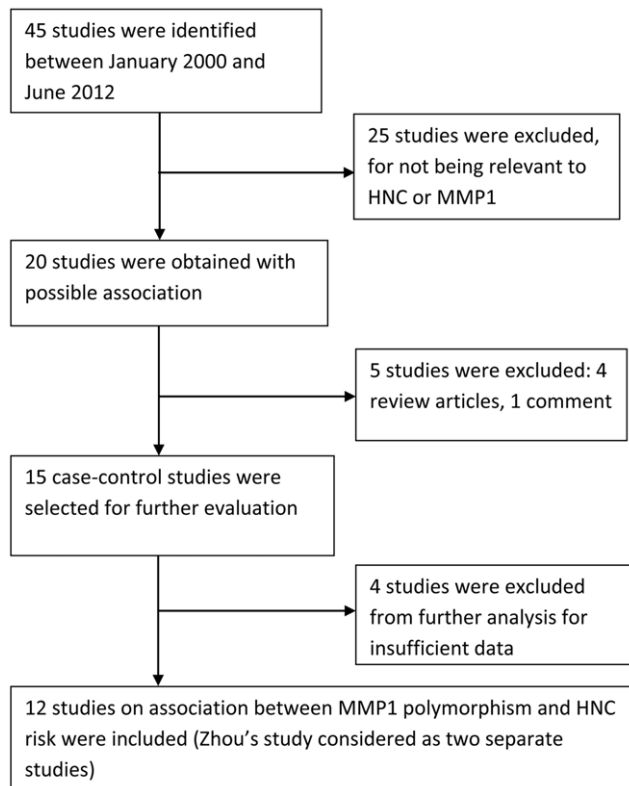 45 studies were identified
between January 2000 and
June 2012
25 studies were excluded,
for not being relevant to
HNC or MMP1
20 studies were obtained with
possible association
5 studies were excluded: 4
review articles, 1 comment
15 case-control studies were
selected for further evaluation
4 studies were excluded
from further analysis for
insufficient data
12 studies on association between MMP1 polymorphism and HNC
risk were included (Zhou's study considered as two separate
studies)